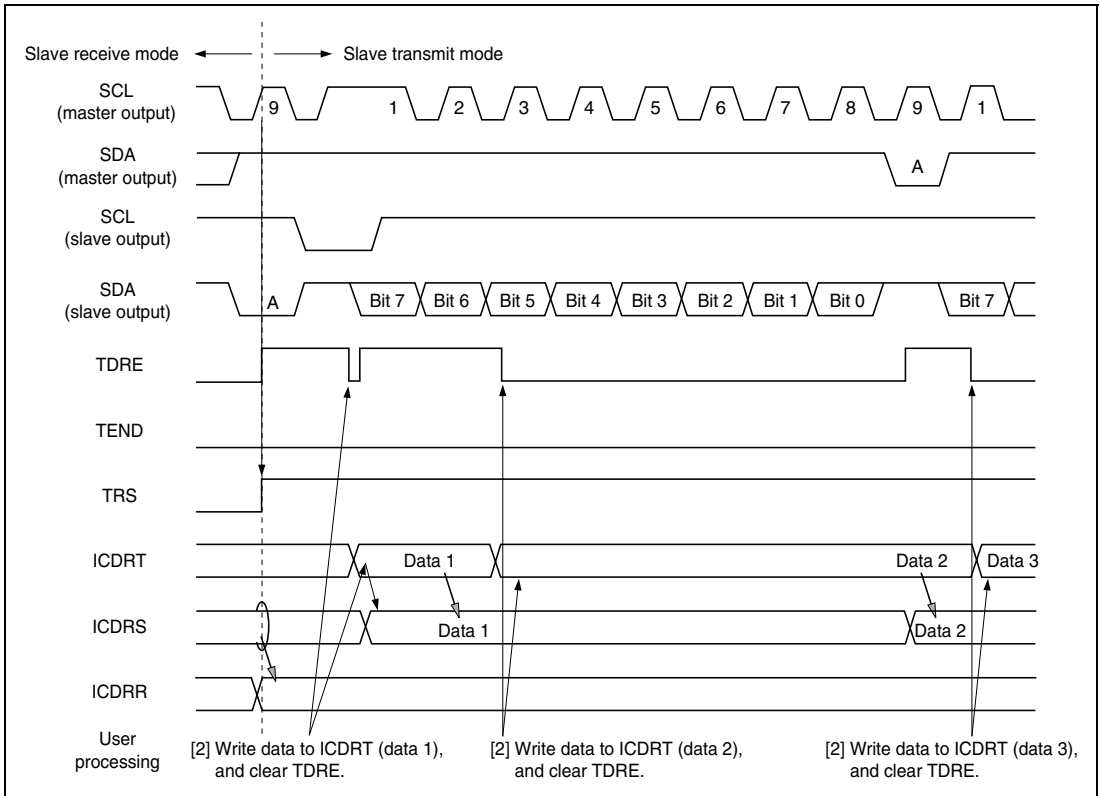 Slave receive mode
Slave transmit mode
SCL
(master output)
9 1 2 3 4 5 6 7 8 9 1
SDA
(master output)
A
SCL
(slave output)
SDA
(slave output)
A Bit 7 Bit 6 Bit 5 Bit 4 Bit 3 Bit 2 Bit 1 Bit 0 Bit 7
TDRE
TEND
TRS
ICDRT
Data 1 Data 2 Data 3
ICDRS
Data 1 Data 2
ICDRR
User
processing
[2] Write data to ICDRT (data 1),
and clear TDRE.
[2] Write data to ICDRT (data 2),
and clear TDRE.
[2] Write data to ICDRT (data 3),
and clear TDRE.